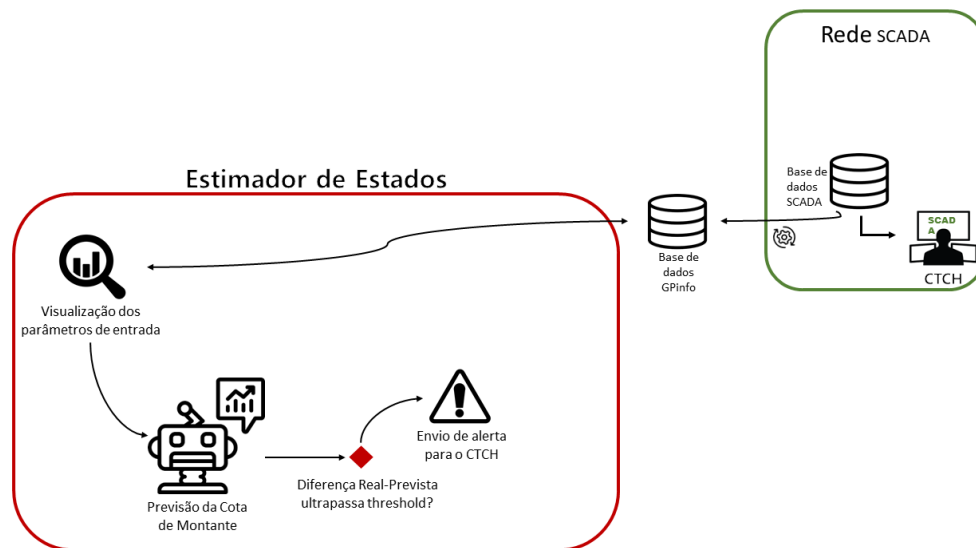 Rede SCADA
Base de
dados
SCADA
SCAD
A
CTCH
Estimador de Estados
Base de
dados
GPinfo
Visualização dos
parâmetros de entrada
Previsão da Cota
de Montante
Diferença Real-Prevista
ultrapassa threshold?
Envio de alerta
para o CTCH